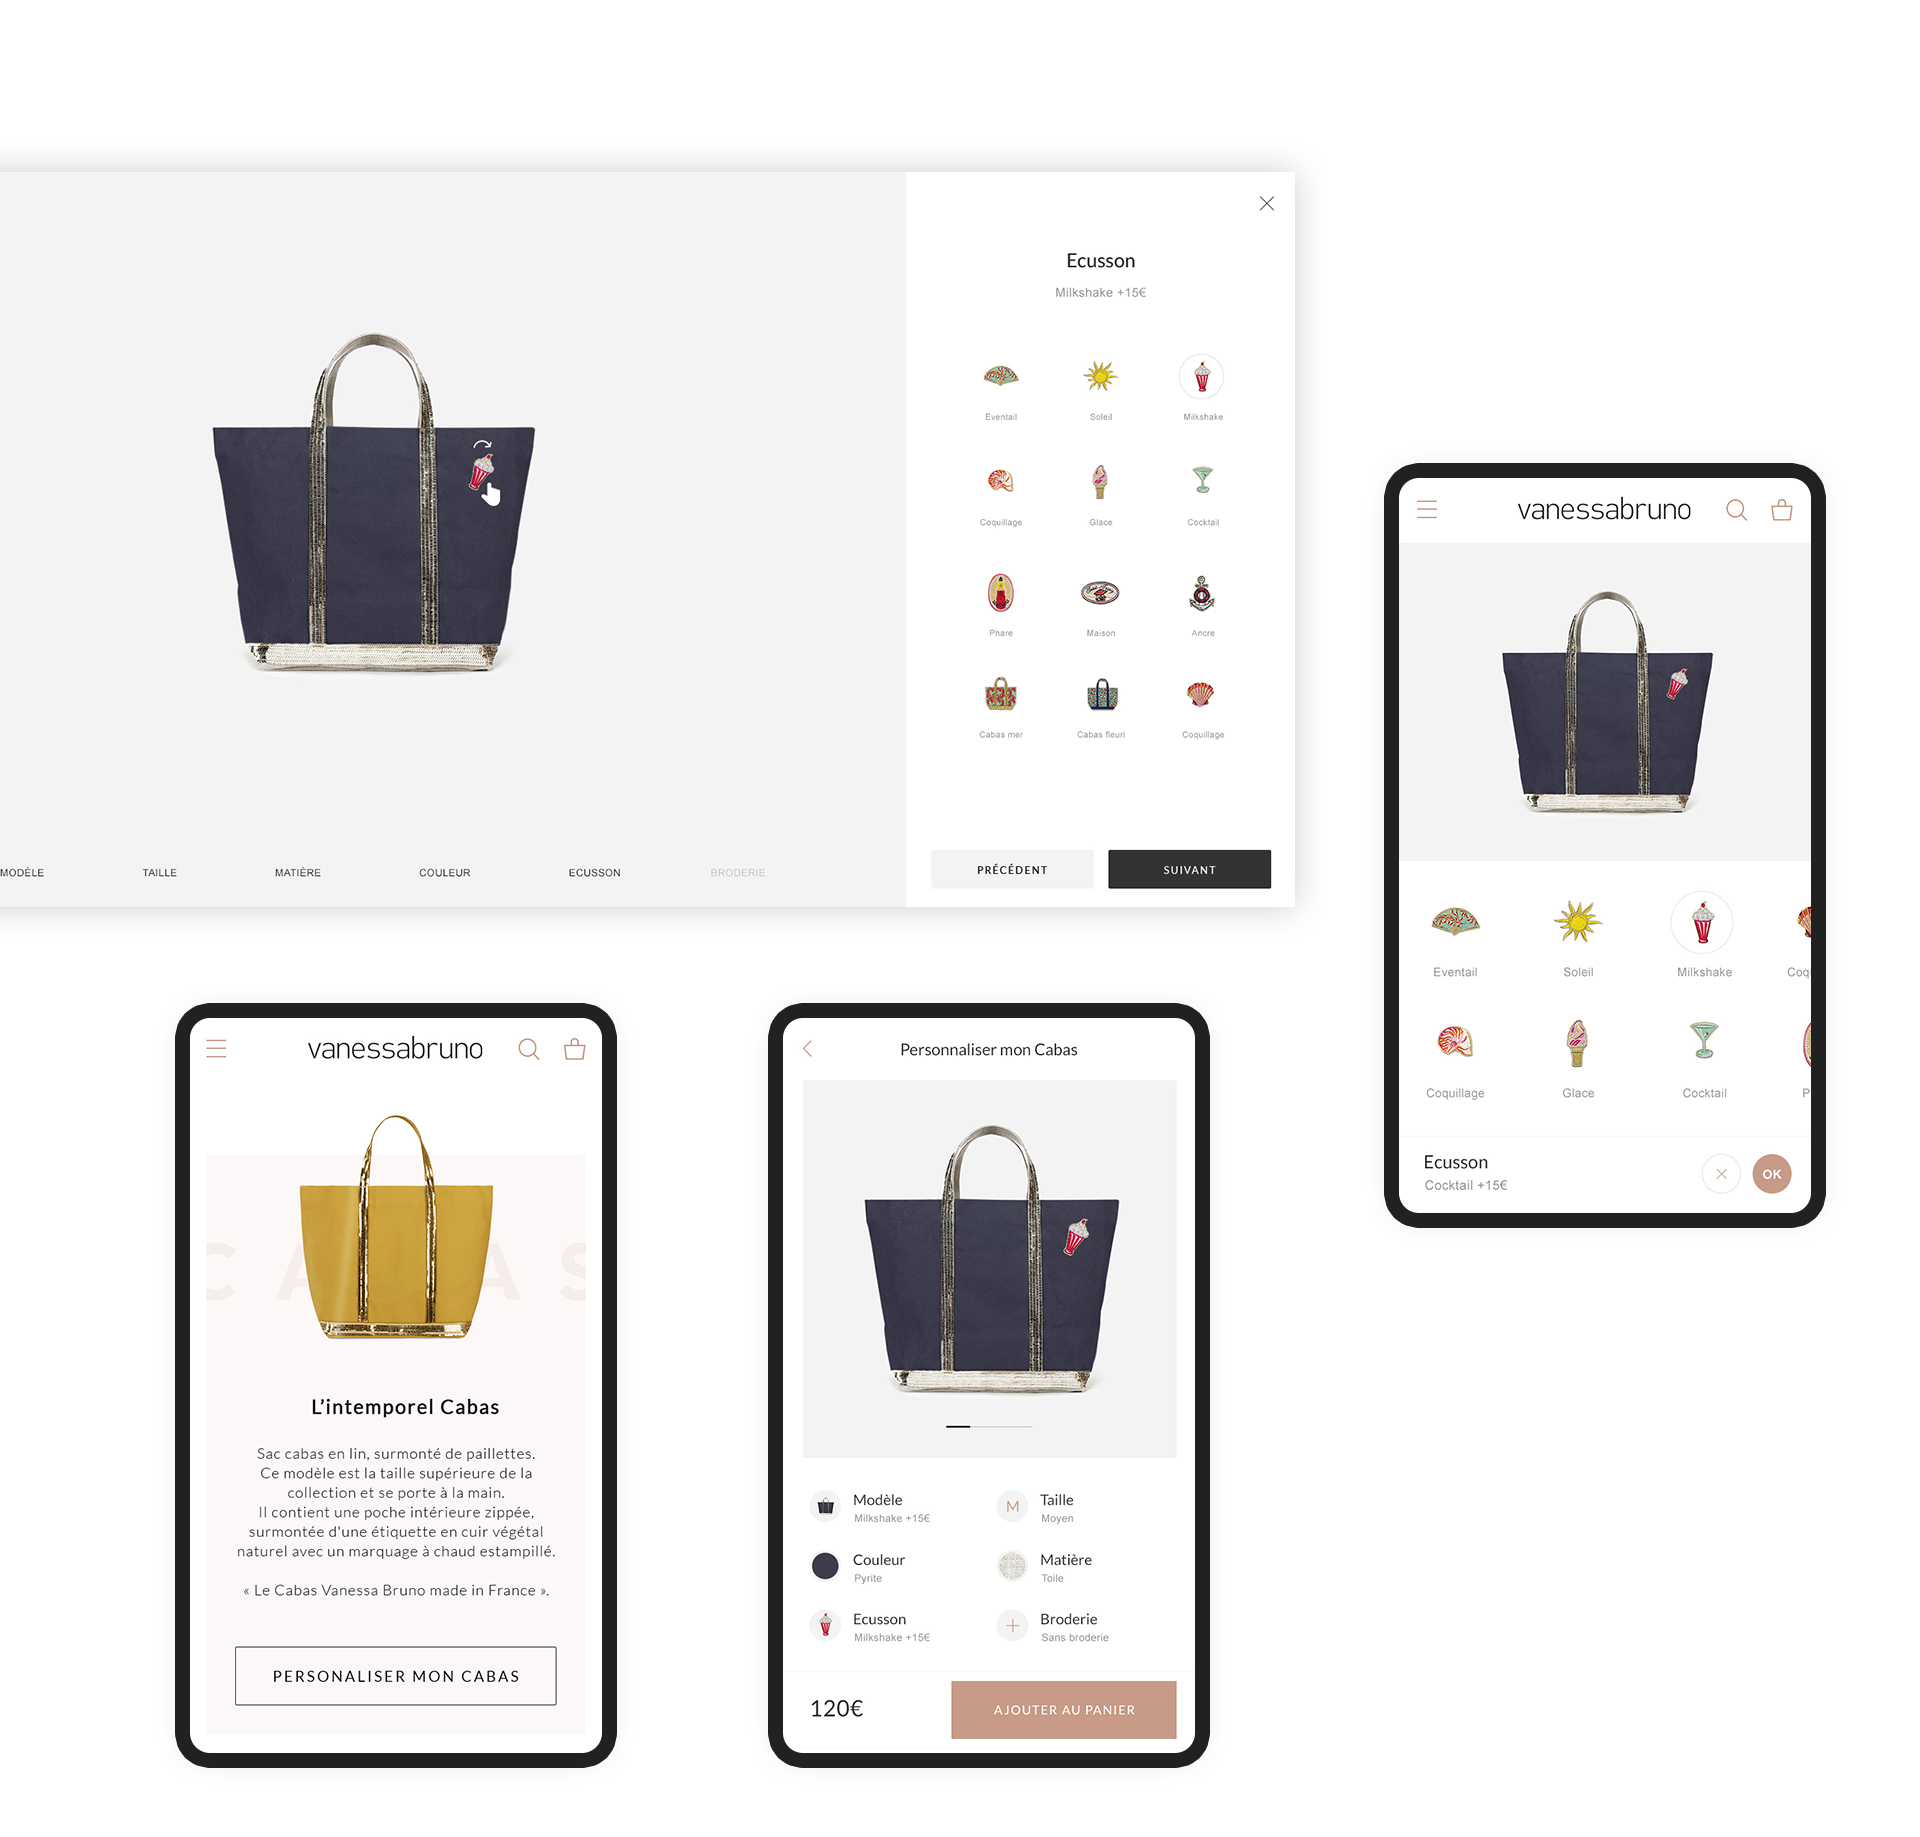 Ecusson
Milkshake +15€
Eventail
Soleil
Milkshake
Coquillage
Glace
Cocktail
Phare
Maison
Ancre
Cabas mer
Cabas fleuri
Coquillage
MODÈLE
TAILLE
MATIÈRE
COULEUR
ECUSSON
BRODERIE
PRÉCÉDENT
SUIVANT
vanessabruno
Eventail
Soleil
Milkshake
Coq
Coquillage
Glace
Cocktail
P
Ecusson
Cocktail +15€
OK
vanessabruno
CABAS
L'intemporel Cabas
Sac cabas en lin, surmonté de paillettes.
Ce modèle est la taille supérieure de la
collection et se porte à la main.
Il contient une poche intérieure zippée,
surmontée d'une étiquette en cuir végétal
naturel avec un marquage à chaud estampillé.
« Le Cabas Vanessa Bruno made in France ».
PERSONALISER MON CABAS
Personnaliser mon Cabas
Modèle
Milkshake +15€
M
Taille
Moyen
Couleur
Pyrite
Matière
Toile
Ecusson
Milkshake +15€
Broderie
Sans broderie
120€
AJOUTER AU PANIER